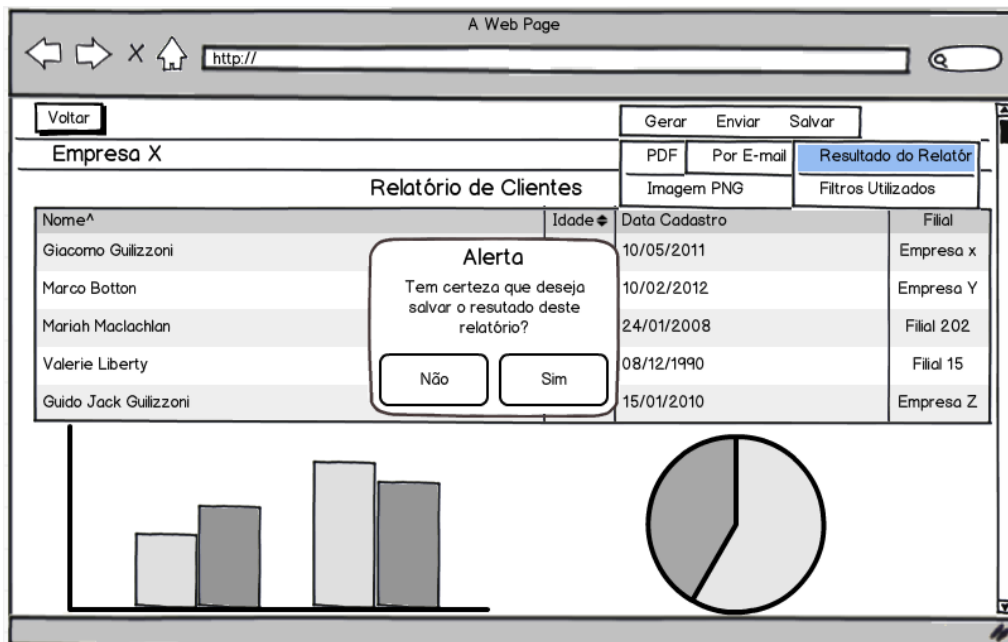 A Web Page
X
http://
Voltar
Gerar Enviar Salvar
Empresa X
PDF Por E-mail Resultado do Relatór
Relatório de Clientes
Imagem PNG Filtros Utilizados
Nome^ Idade Data Cadastro Filial
Giacomo Guilizzoni 10/05/2011 Empresa x
Marco Botton 10/02/2012 Empresa Y
Mariah Maclachlan 24/01/2008 Filial 202
Valerie Liberty 08/12/1990 Filial 15
Guido Jack Guilizzoni 15/01/2010 Empresa Z
Alerta
Tem certeza que deseja
salvar o resutado deste
relatório?
Não Sim